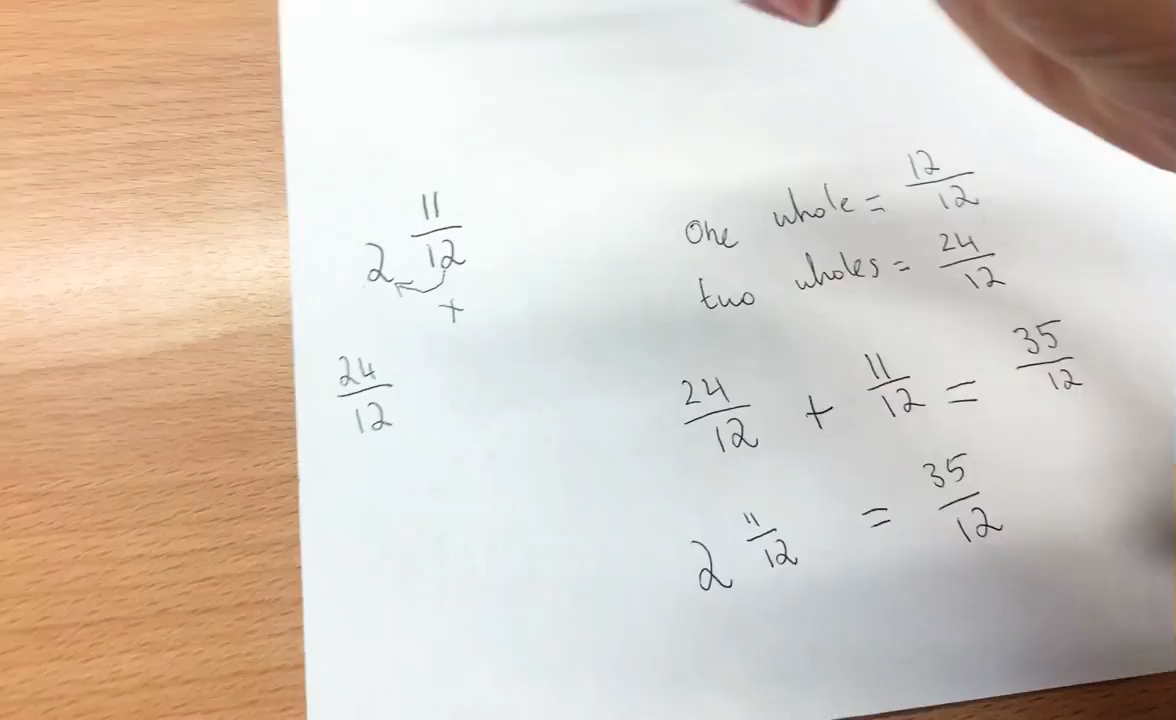 2 11/12
x
24/12
One whole = 12/12
two wholes = 24/12
24/12 + 11/12 = 35/12
2 11/12 = 35/12